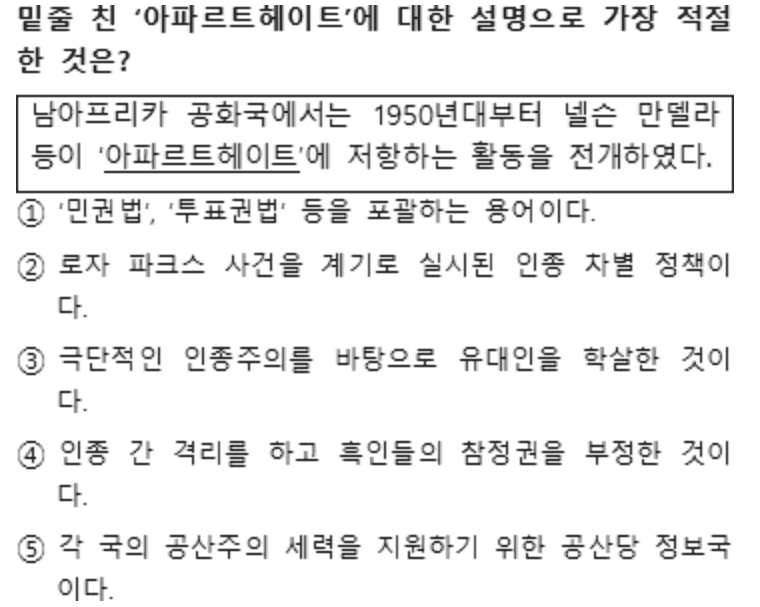 밑줄 친 ‘아파르트헤이트’에 대한 설명으로 가장 적절
한 것은?
남아프리카 공화국에서는 1950년대부터 넬슨 만델라
등이 ‘아파르트헤이트’에 저항하는 활동을 전개하였다.
① ‘민권법’, ‘투표권법’ 등을 포괄하는 용어이다.
② 로자 파크스 사건을 계기로 실시된 인종 차별 정책이
다.
③ 극단적인 인종주의를 바탕으로 유대인을 학살한 것이
다.
④ 인종 간 격리를 하고 흑인들의 참정권을 부정한 것이
다.
⑤ 각 국의 공산주의 세력을 지원하기 위한 공산당 정보국
이다.